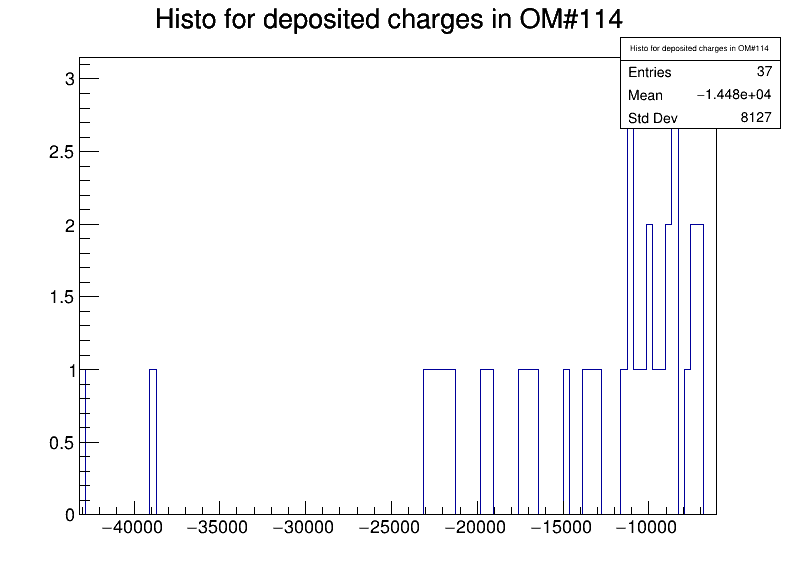 Histo for deposited charges in OM#114
Histo for deposited charges in OM#114
Entries 37
Mean −1.448e+04
Std Dev 8127
3
2.5
2
1.5
1
0.5
0
−40000 −35000 −30000 −25000 −20000 −15000 −10000